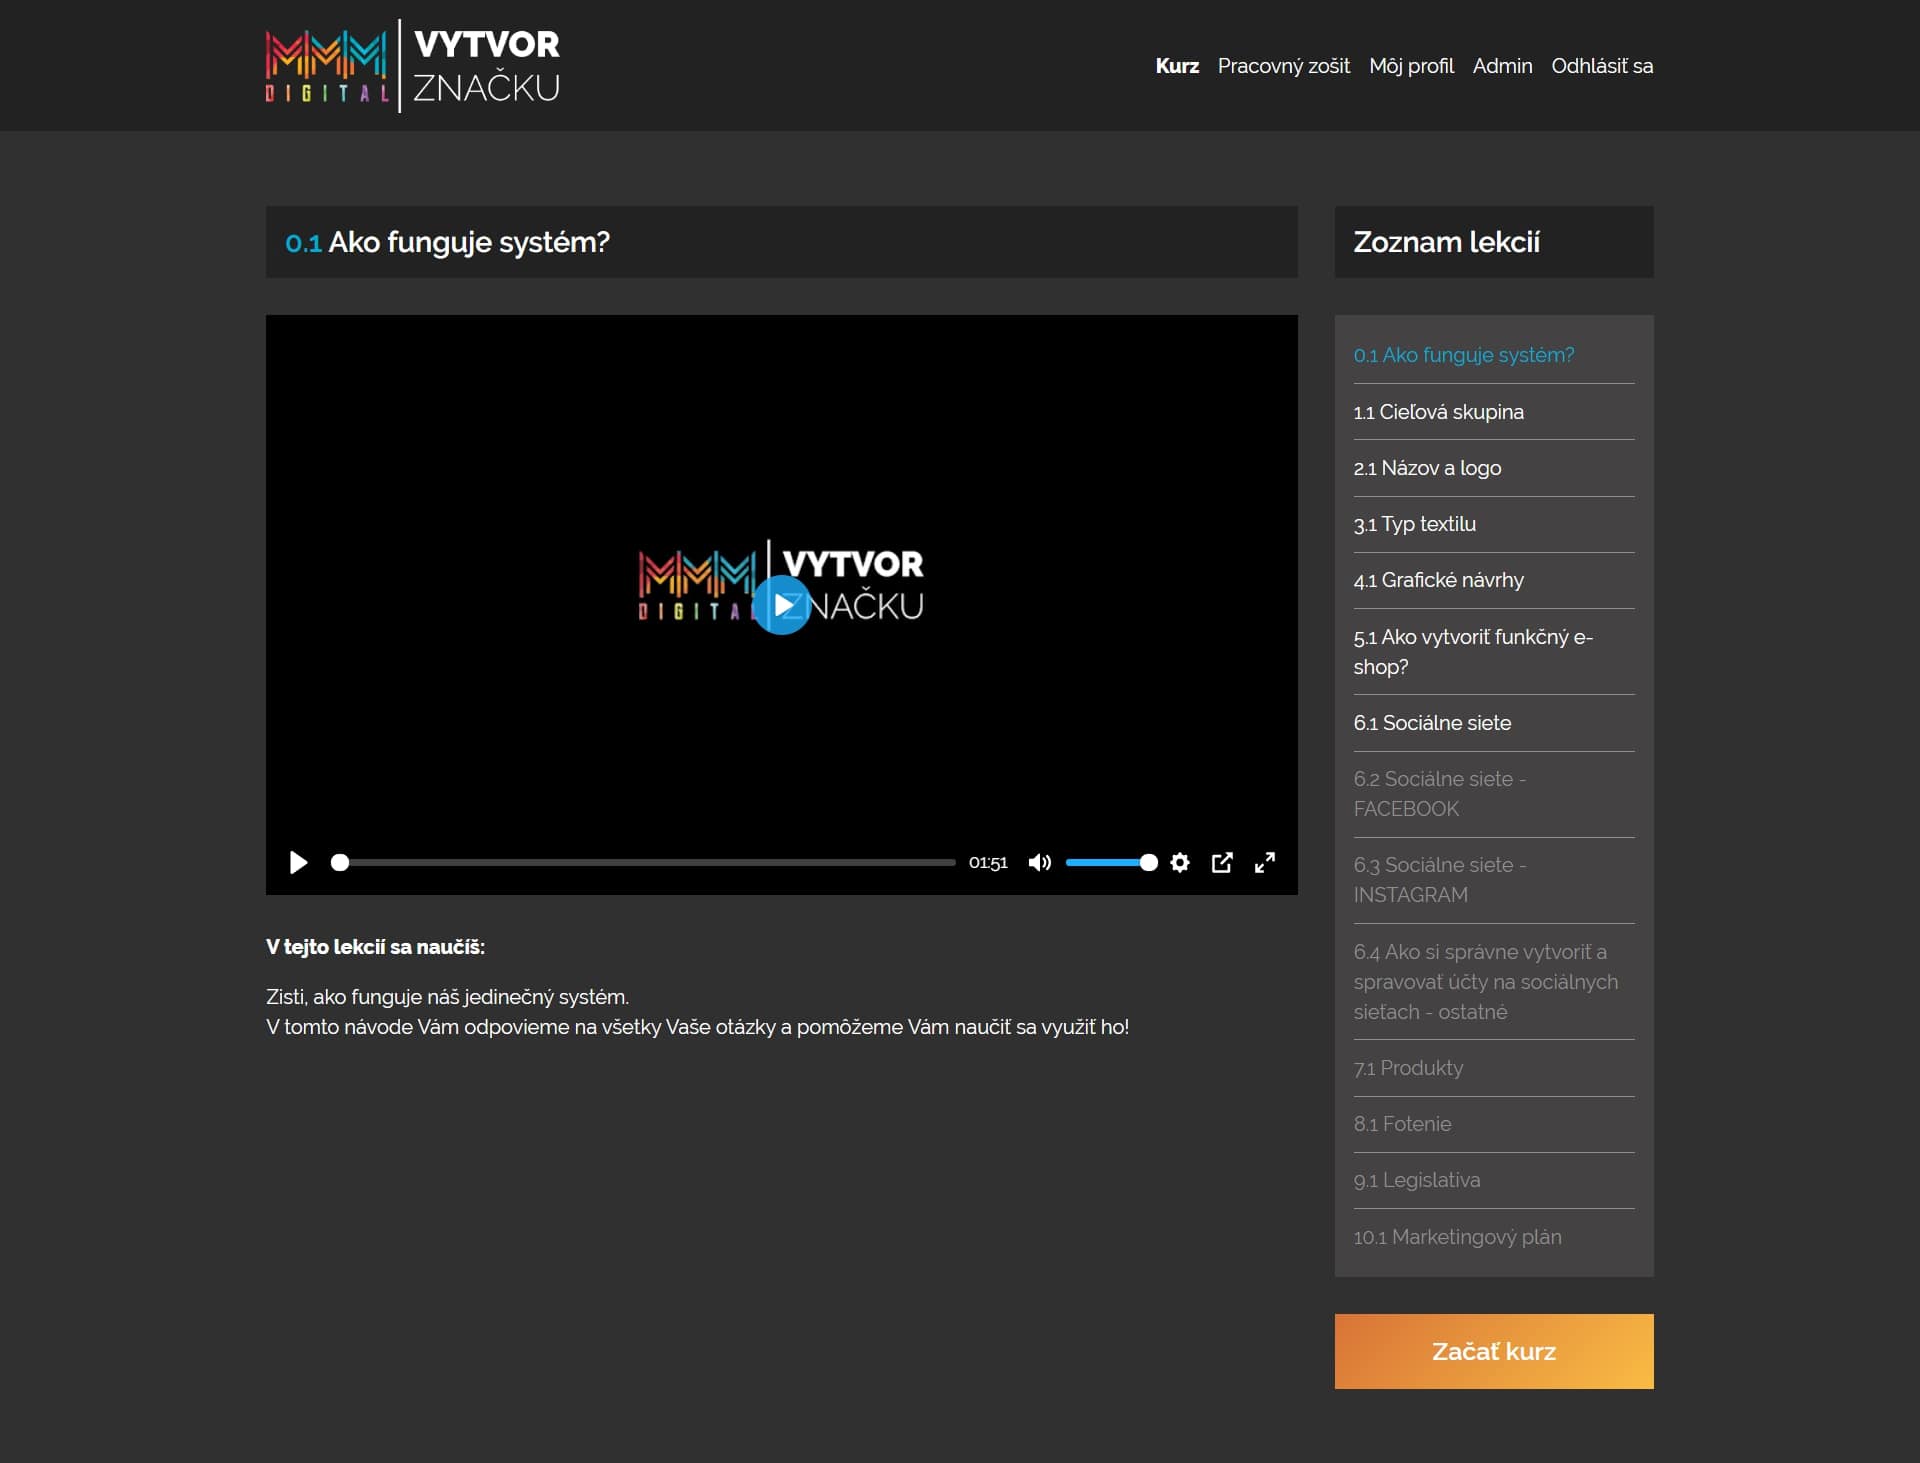 MMM
DIGITAL
VYTVOR
ZNAČKU
Kurz
Pracovný zošit
Môj profil
Admin
Odhlásiť sa
0.1 Ako funguje systém?
MMM
DIGITAL
VYTVOR
ZNAČKU
01:51
V tejto lekcií sa naučíš:
Zisti, ako funguje náš jedinečný systém.
V tomto návode Vám odpovieme na všetky Vaše otázky a pomôžeme Vám naučiť sa využiť ho!
Zoznam lekcií
0.1 Ako funguje systém?
1.1 Cieľová skupina
2.1 Názov a logo
3.1 Typ textilu
4.1 Grafické návrhy
5.1 Ako vytvoriť funkčný e-
shop?
6.1 Sociálne siete
6.2 Sociálne siete -
FACEBOOK
6.3 Sociálne siete -
INSTAGRAM
6.4 Ako si správne vytvoriť a
spravovať účty na sociálnych
sieťach - ostatné
7.1 Produkty
8.1 Fotenie
9.1 Legislativa
10.1 Marketingový plán
Začať kurz